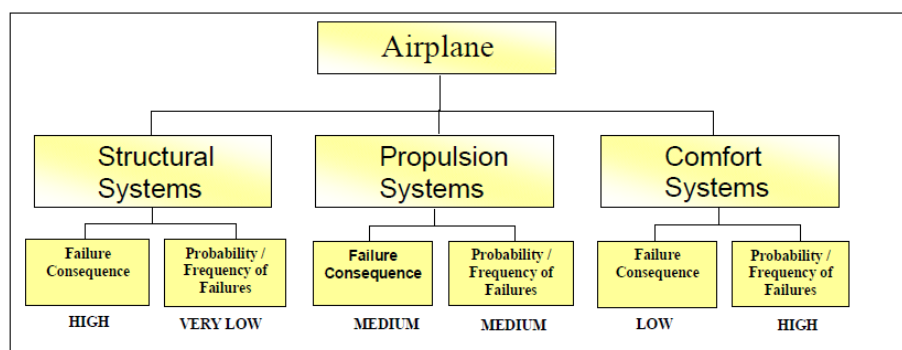 Airplane
Structural
Systems
Propulsion
Systems
Comfort
Systems
Failure
Consequence
Probability /
Frequency of
Failures
Failure
Consequence
Probability /
Frequency of
Failures
Failure
Consequence
Probability /
Frequency of
Failures
HIGH
VERY LOW
MEDIUM
MEDIUM
LOW
HIGH